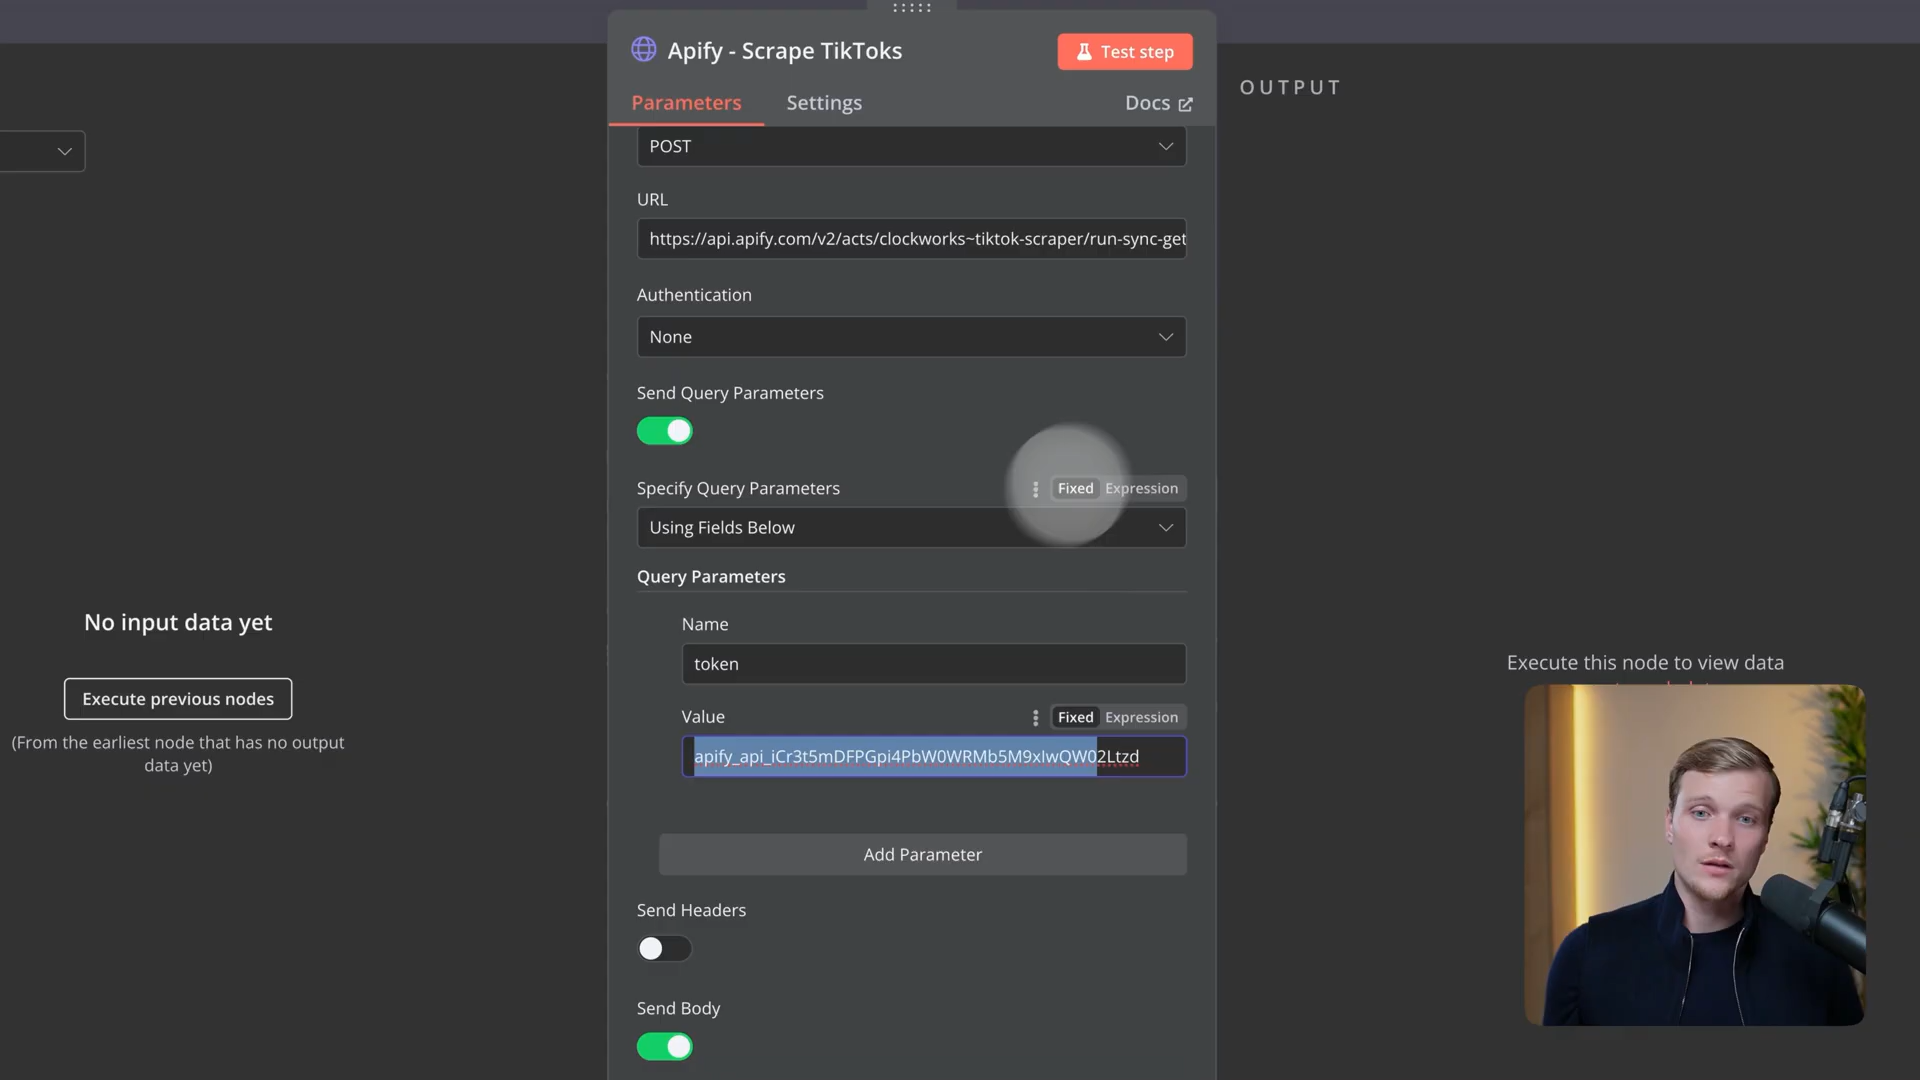 Apify - Scrape TikToks
Test step
Parameters
Settings
Docs
OUTPUT
POST
URL
https://api.apify.com/v2/acts/clockworks~tiktok-scraper/run-sync-get
Authentication
None
Send Query Parameters
Specify Query Parameters
Fixed Expression
Using Fields Below
Query Parameters
Name
token
Value
Fixed Expression
apify_api_iCr3t5mDFPGpi4PbW0WRMb5M9xIwQW02Ltzd
Add Parameter
Send Headers
Send Body
No input data yet
Execute previous nodes
(From the earliest node that has no output
data yet)
Execute this node to view data